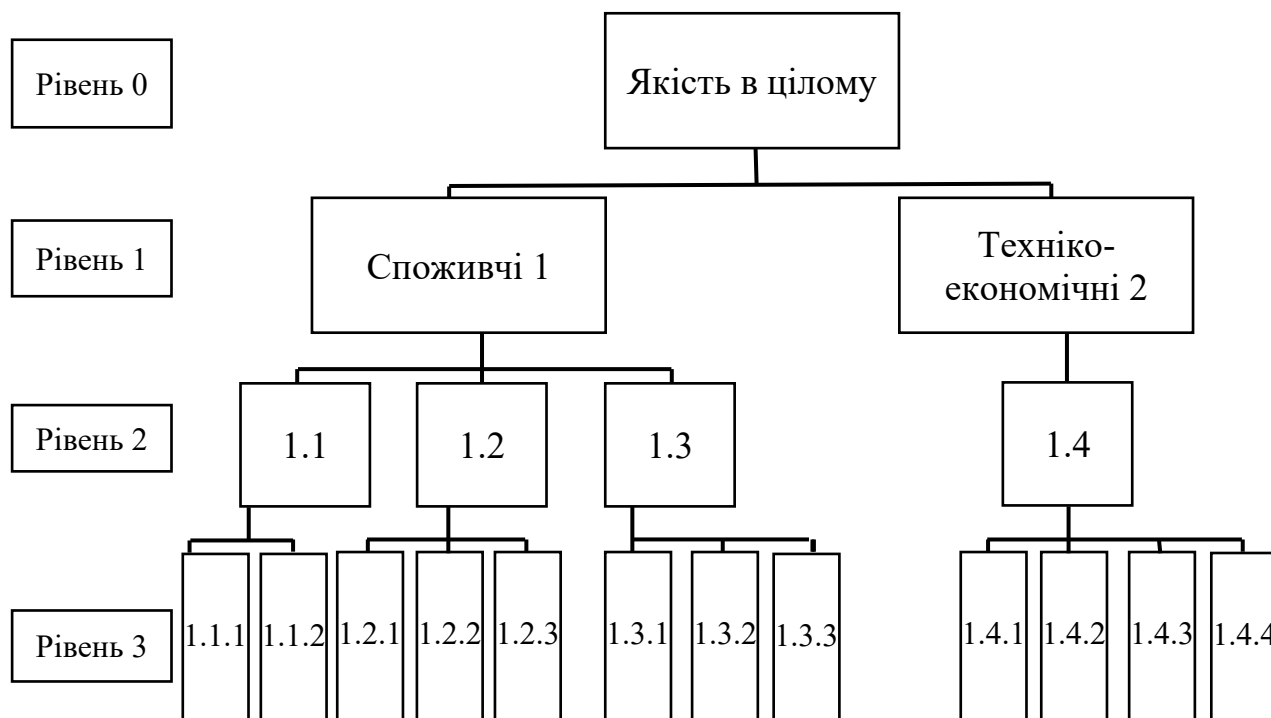 Рівень 0
Якість в цілому
Рівень 1
Споживчі 1
Техніко-
економічні 2
Рівень 2
1.1
1.2
1.3
1.4
Рівень 3
1.1.1
1.1.2
1.2.1
1.2.2
1.2.3
1.3.1
1.3.2
1.3.3
1.4.1
1.4.2
1.4.3
1.4.4